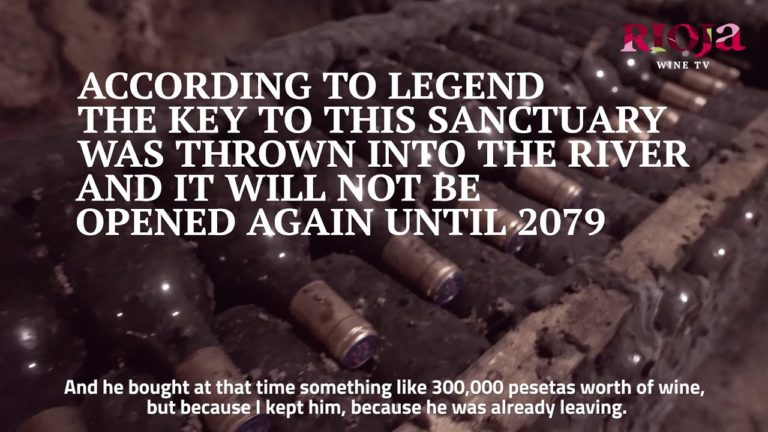 RIOJA
WINE TV
ACCORDING TO LEGEND
THE KEY TO THIS SANCTUARY
WAS THROWN INTO THE RIVER
AND IT WILL NOT BE
OPENED AGAIN UNTIL 2079
And he bought at that time something like 300,000 pesetas worth of wine,
but because I kept him, because he was already leaving.